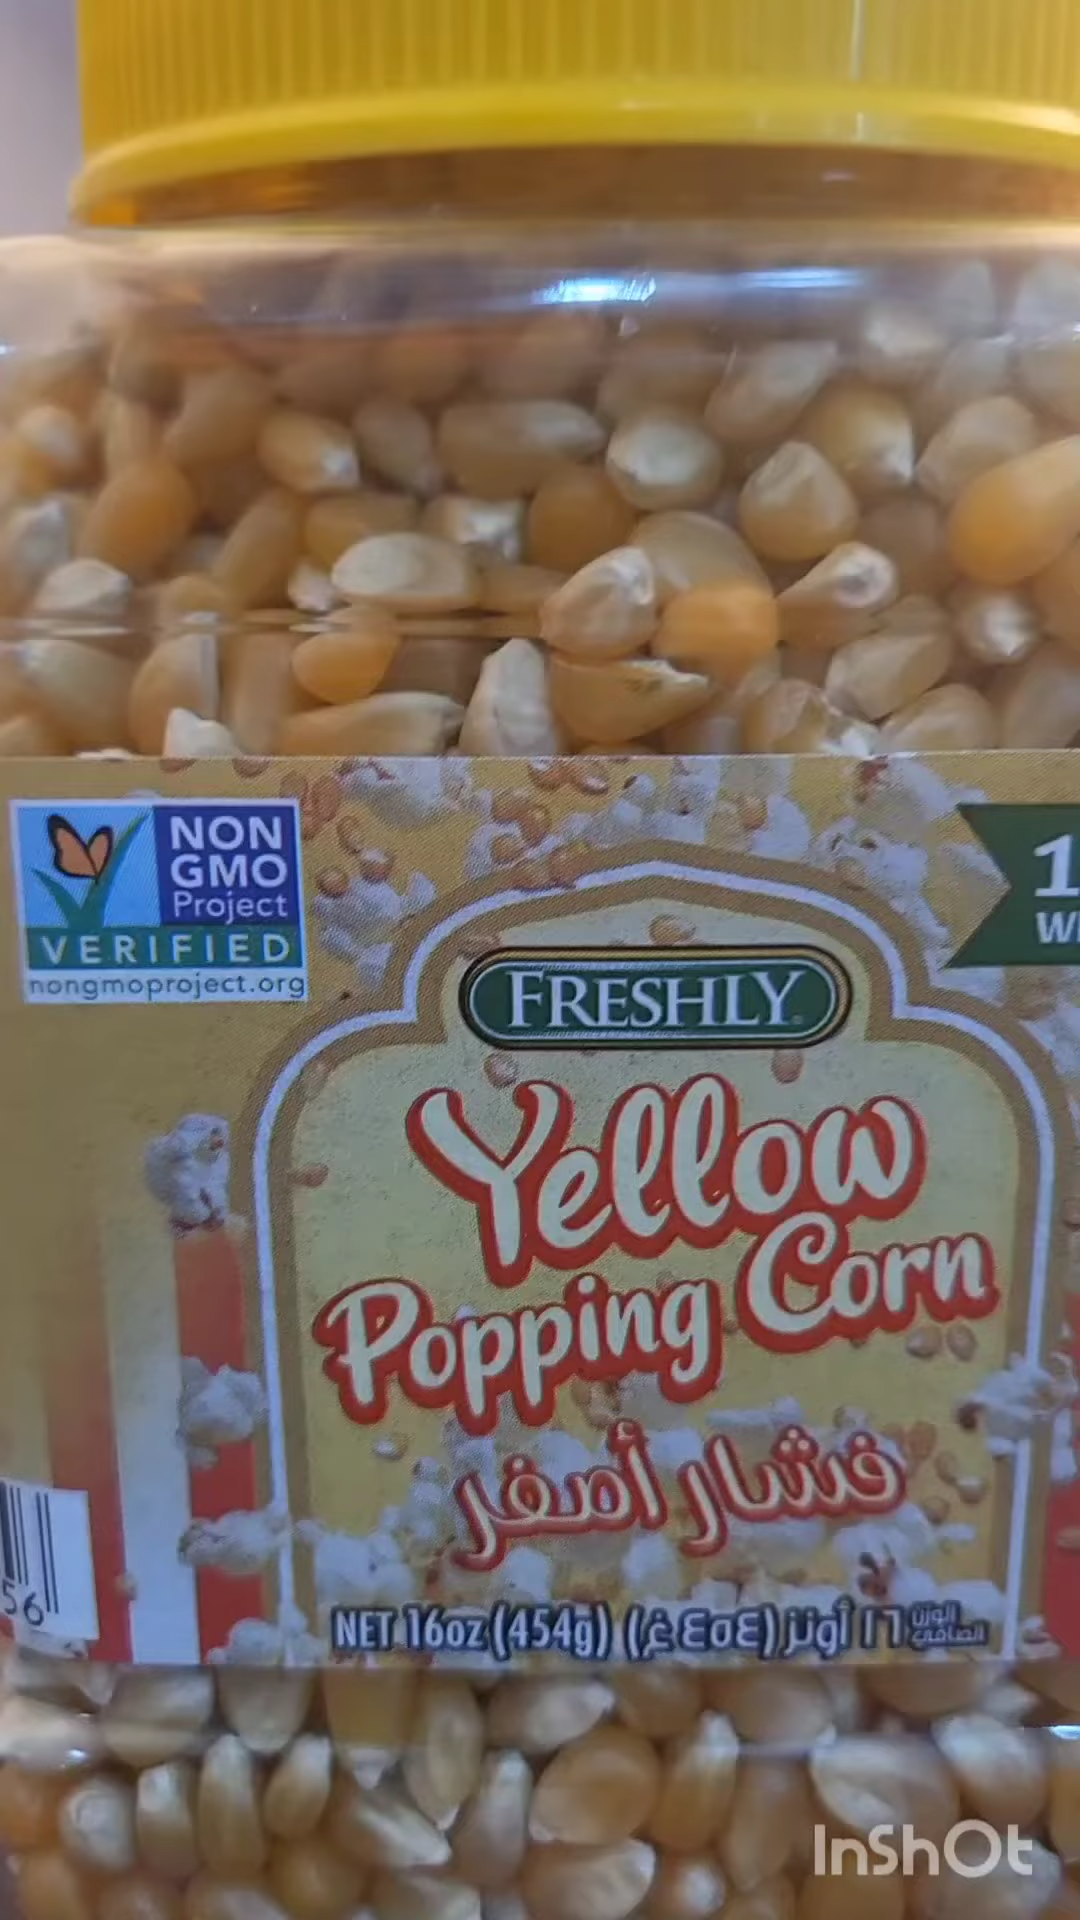 NON
GMO
Project
VERIFIED
nongmoproject.org
FRESHLY
Yellow
Popping Corn
فشار أصفر
NET 16oz (454g) الوزن الصافي ١٦ أونز (٤٥٤ غ)
56
InShOt